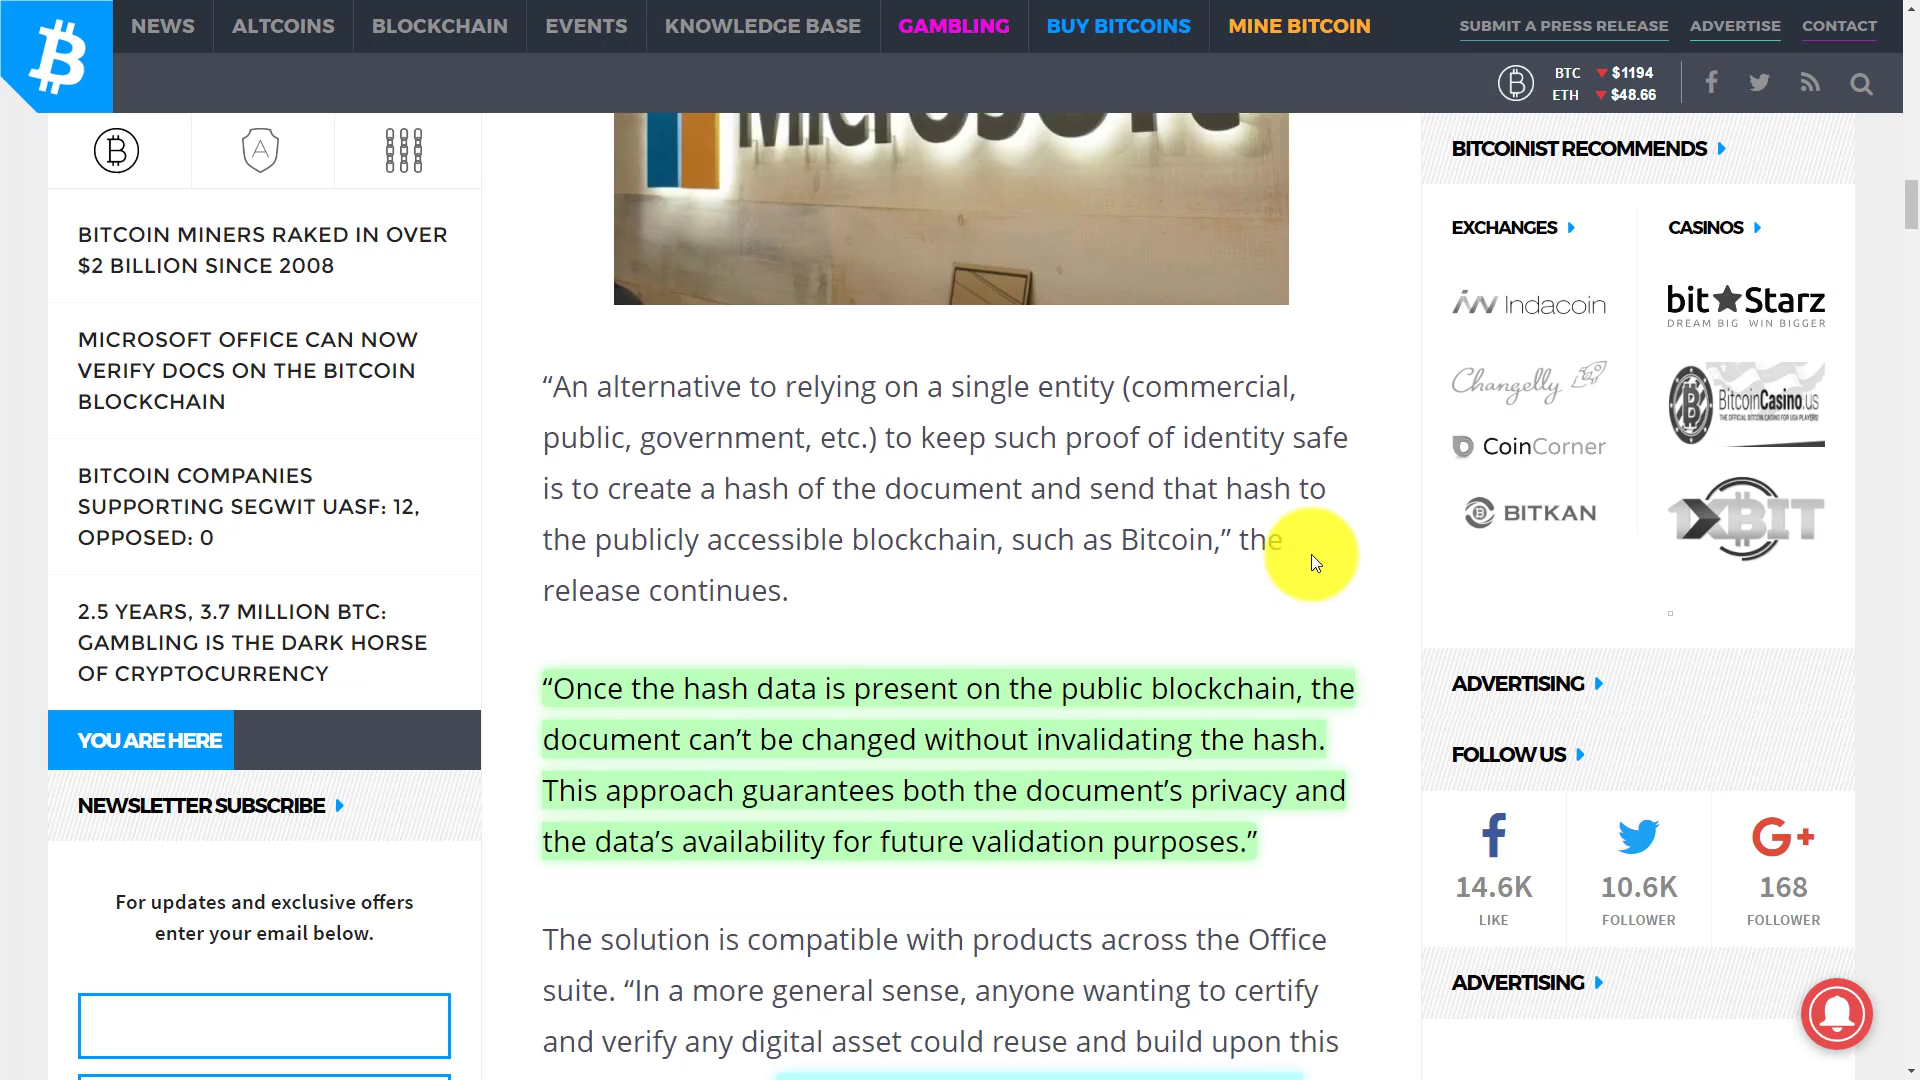 NEWS
ALTCOINS
BLOCKCHAIN
EVENTS
KNOWLEDGE BASE
GAMBLING
BUY BITCOINS
MINE BITCOIN
SUBMIT A PRESS RELEASE
ADVERTISE
CONTACT
BTC $1194
ETH $48.66
BITCOIN MINERS RAKED IN OVER
$2 BILLION SINCE 2008
MICROSOFT OFFICE CAN NOW
VERIFY DOCS ON THE BITCOIN
BLOCKCHAIN
BITCOIN COMPANIES
SUPPORTING SEGWIT UASF: 12,
OPPOSED: 0
2.5 YEARS, 3.7 MILLION BTC:
GAMBLING IS THE DARK HORSE
OF CRYPTOCURRENCY
YOU ARE HERE
NEWSLETTER SUBSCRIBE
For updates and exclusive offers
enter your email below.
Microsoft
“An alternative to relying on a single entity (commercial,
public, government, etc.) to keep such proof of identity safe
is to create a hash of the document and send that hash to
the publicly accessible blockchain, such as Bitcoin,” the
release continues.
“Once the hash data is present on the public blockchain, the
document can’t be changed without invalidating the hash.
This approach guarantees both the document’s privacy and
the data’s availability for future validation purposes.”
The solution is compatible with products across the Office
suite. “In a more general sense, anyone wanting to certify
and verify any digital asset could reuse and build upon this
BITCOINIST RECOMMENDS
EXCHANGES
Indacoin
Changelly
CoinCorner
BITKAN
CASINOS
bitStarz
DREAM BIG WIN BIGGER
BitcoinCasino.us
THE OFFICIAL BITCOIN CASINO FOR USA PLAYERS
1XBIT
ADVERTISING
FOLLOW US
14.6K
LIKE
10.6K
FOLLOWER
G+
168
FOLLOWER
ADVERTISING